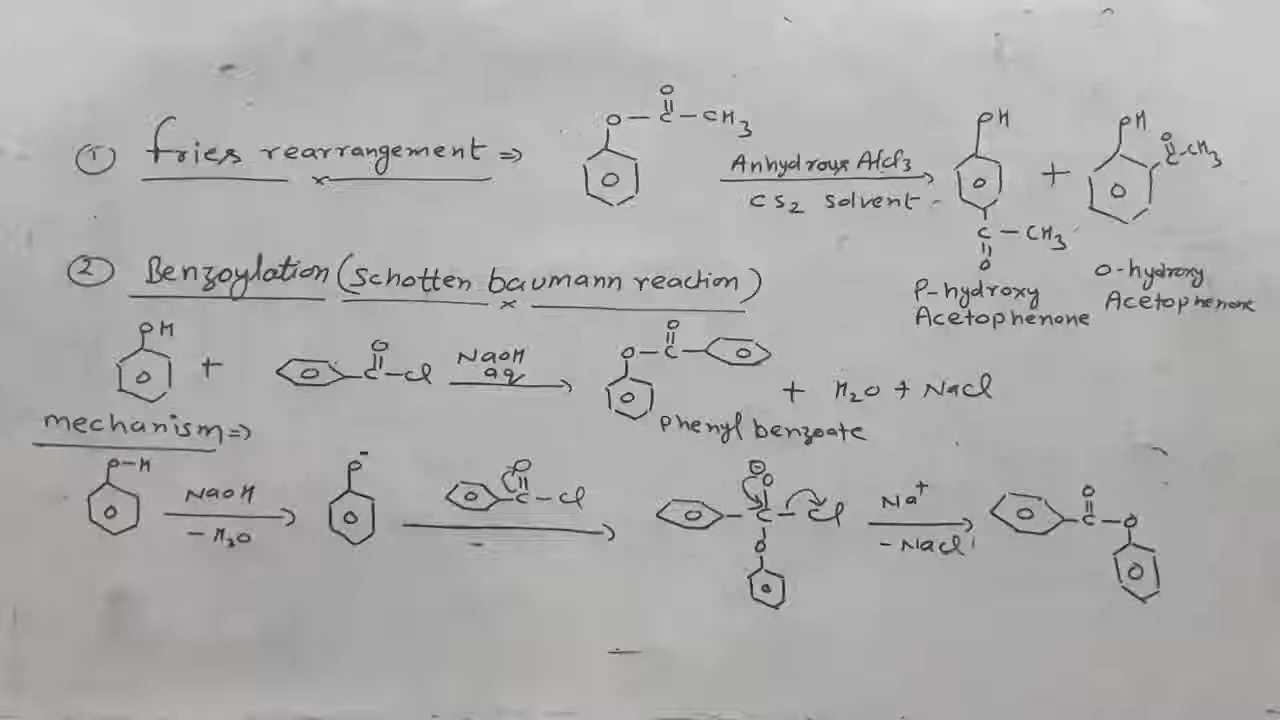 ① fries rearrangement ⇒
O — C — CH3
O
Anhydrous AlCl3
CS2 solvent
OH
C — CH3
O
P-hydroxy
Acetophenone
+
OH
O
C-CH3
O-hydroxy
Acetophenone
② Benzoylation (Schotten baumann reaction)
OH
+
O
C-Cl
NaOH
aq
O
O-C-
phenyl benzoate
+ H2O + NaCl
mechanism ⇒
O-H
NaOH
-H2O
O-
O
C-Cl
O
C - Cl
O
Na+
-NaCl
O
C-O